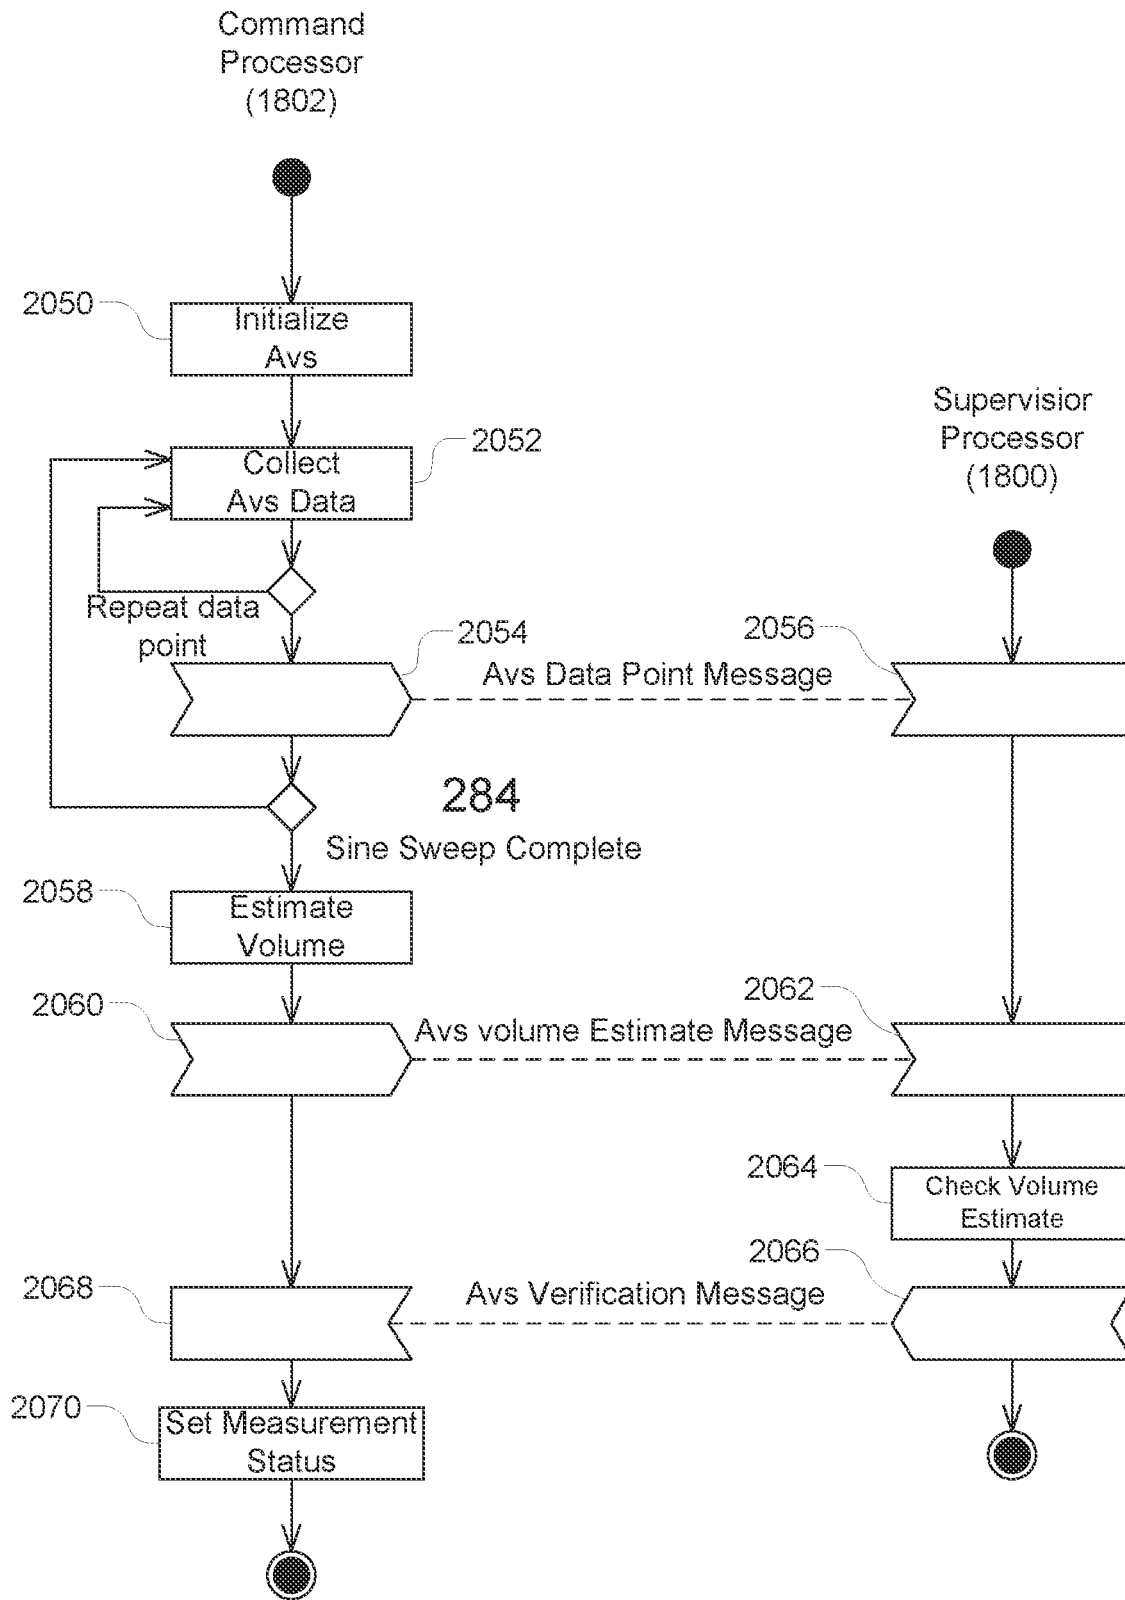 Command
Processor
(1802)
2050
Initialize
Avs
Supervisior
Processor
(1800)
2052
Collect
Avs Data
Repeat data
point
2054
2056
Avs Data Point Message
284
Sine Sweep Complete
2058
Estimate
Volume
2060
2062
Avs volume Estimate Message
2064
Check Volume
Estimate
2066
2068
Avs Verification Message
2070
Set Measurement
Status